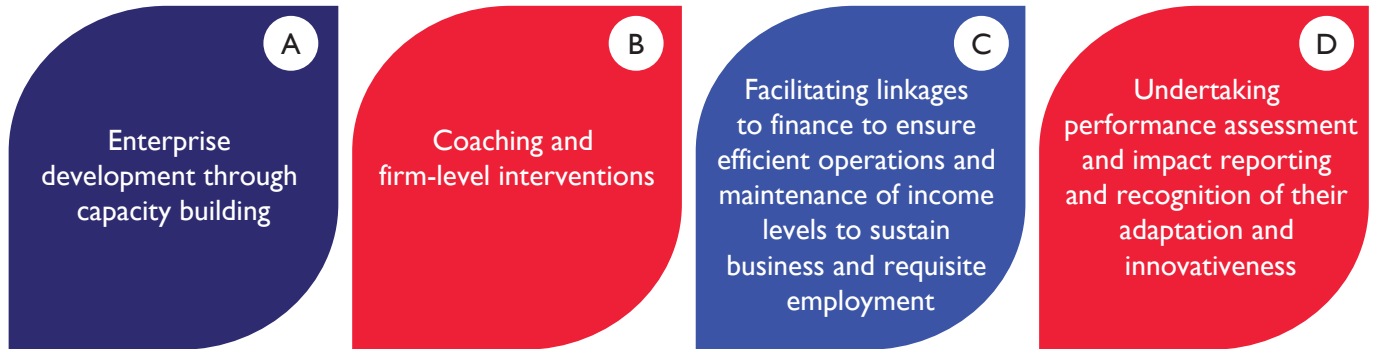 A
Enterprise
development through
capacity building
B
Coaching and
firm-level interventions
C
Facilitating linkages
to finance to ensure
efficient operations and
maintenance of income
levels to sustain
business and requisite
employment
D
Undertaking
performance assessment
and impact reporting
and recognition of their
adaptation and
innovativeness